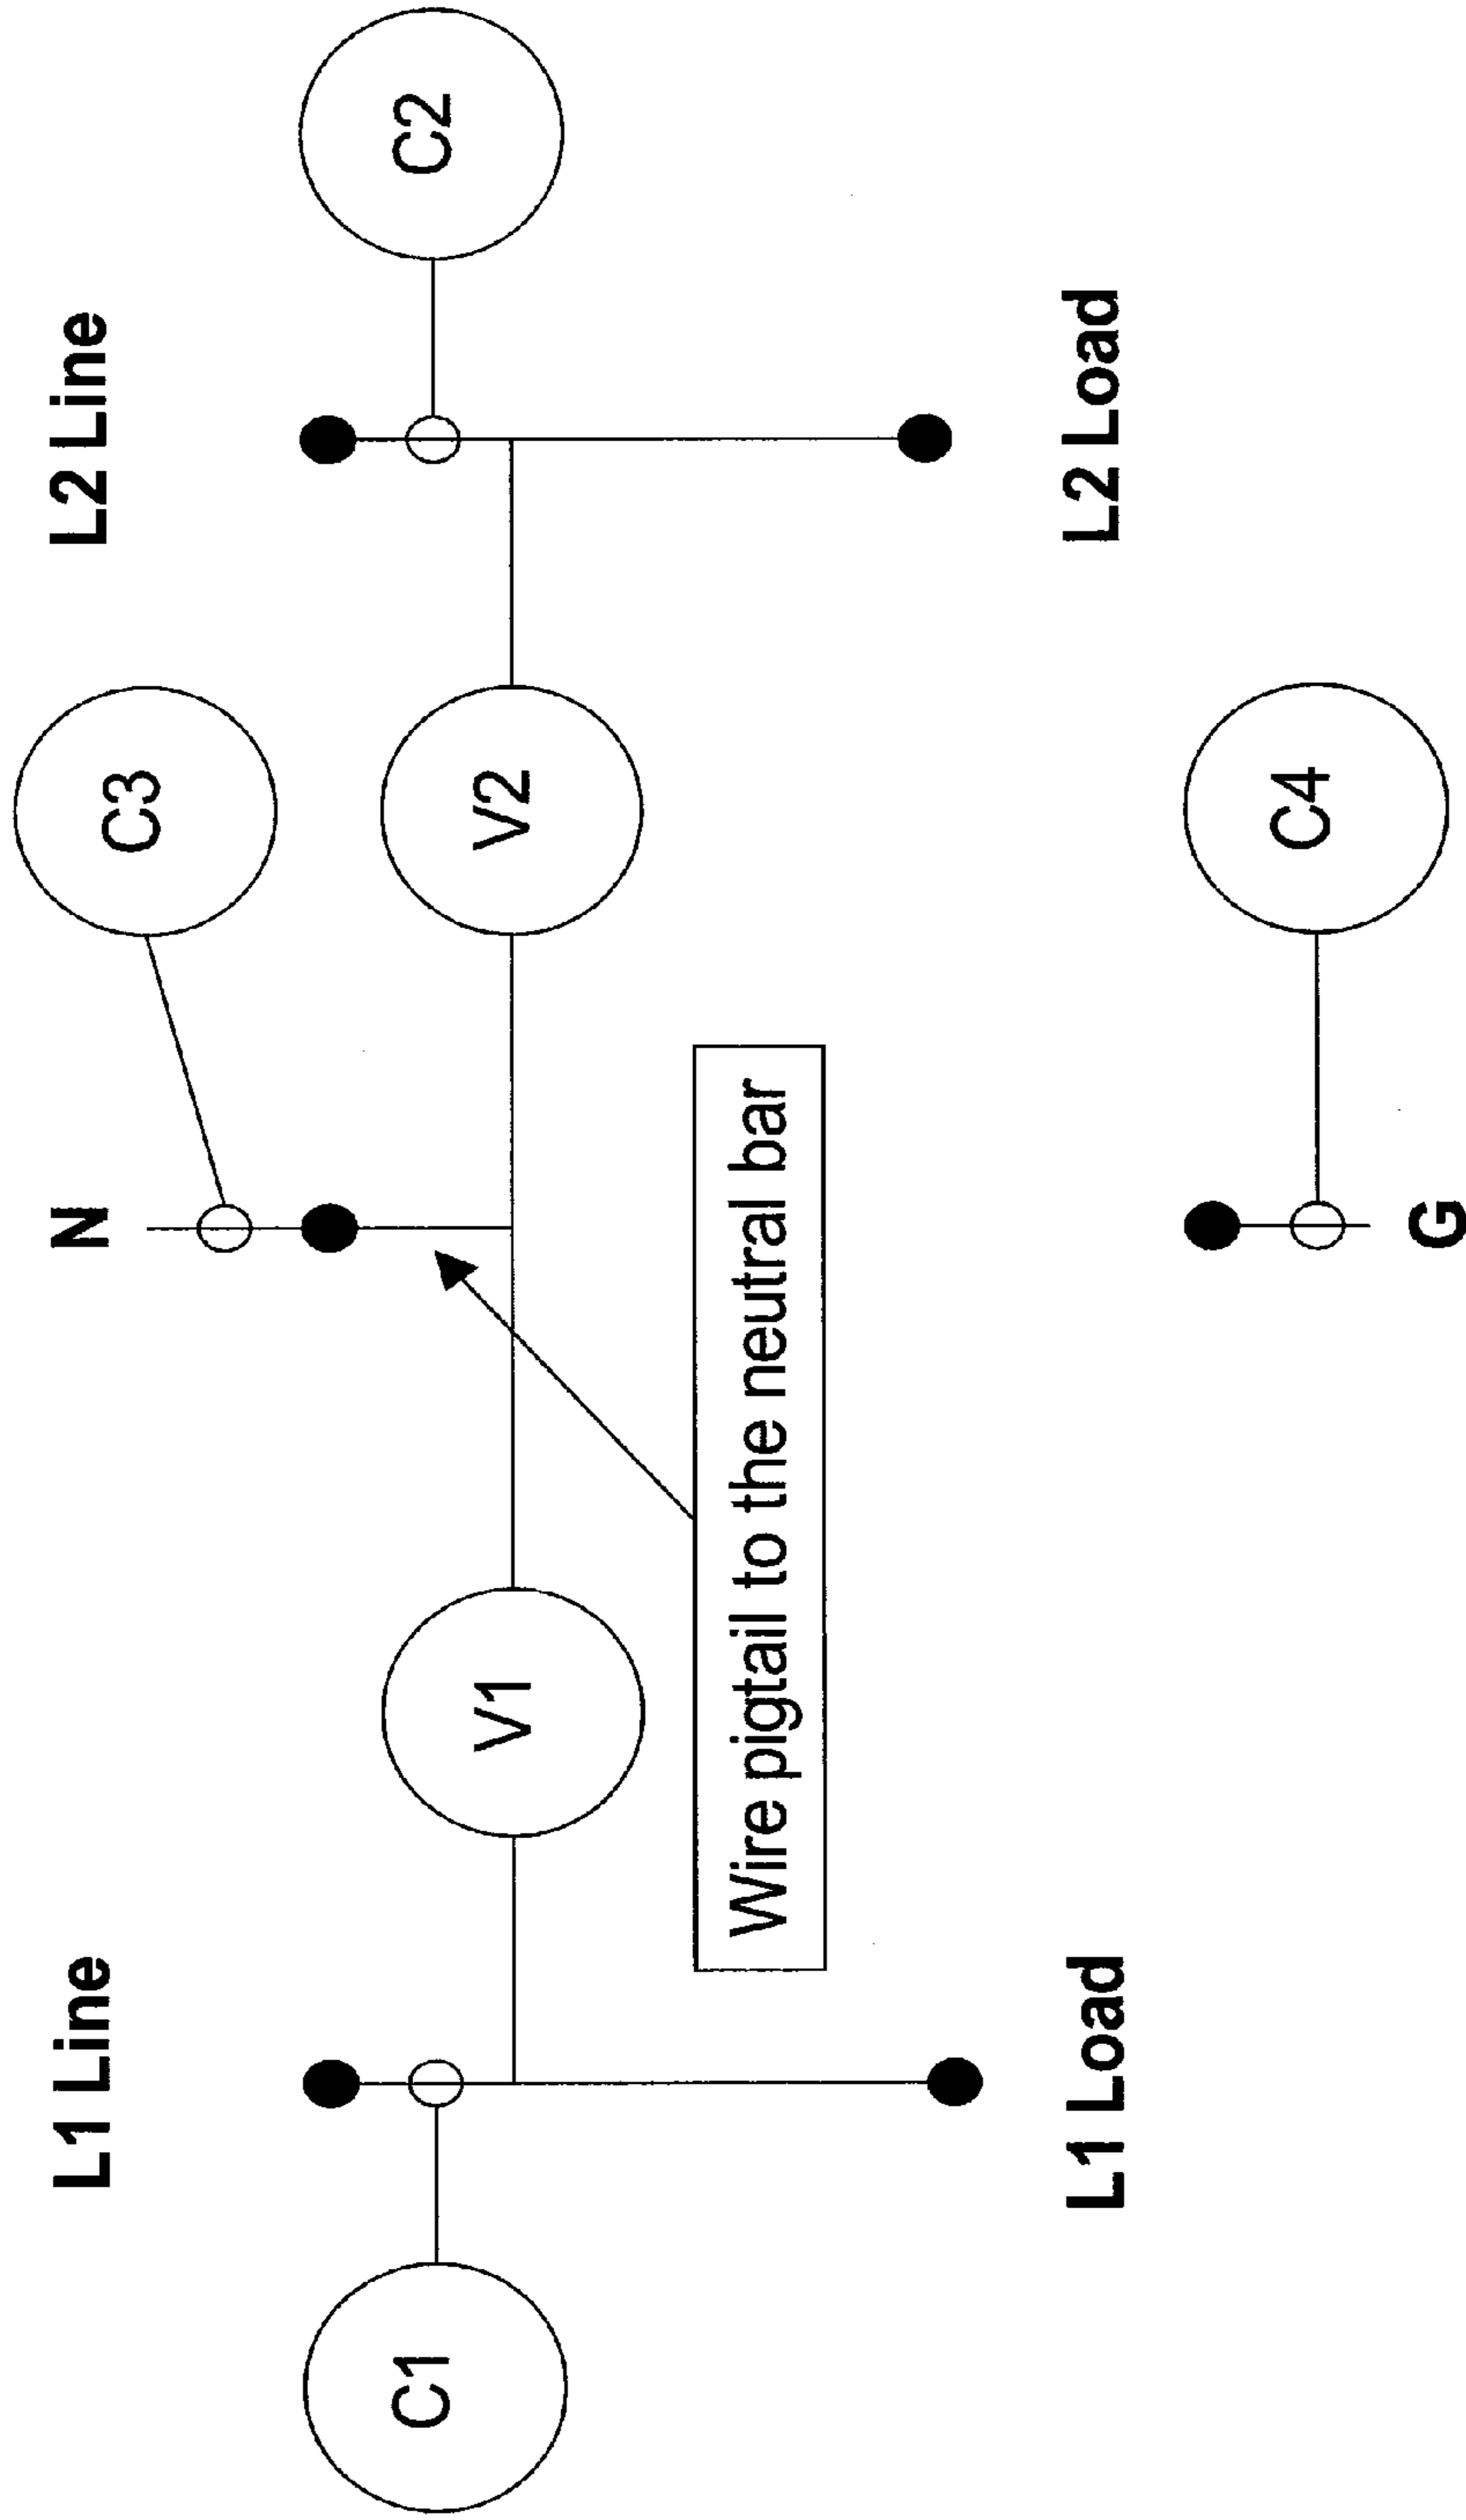 L1 Line
N
L2 Line
C3
C1
V1
V2
C2
Wire pigtail to the neutral bar
L1 Load
L2 Load
C4
G